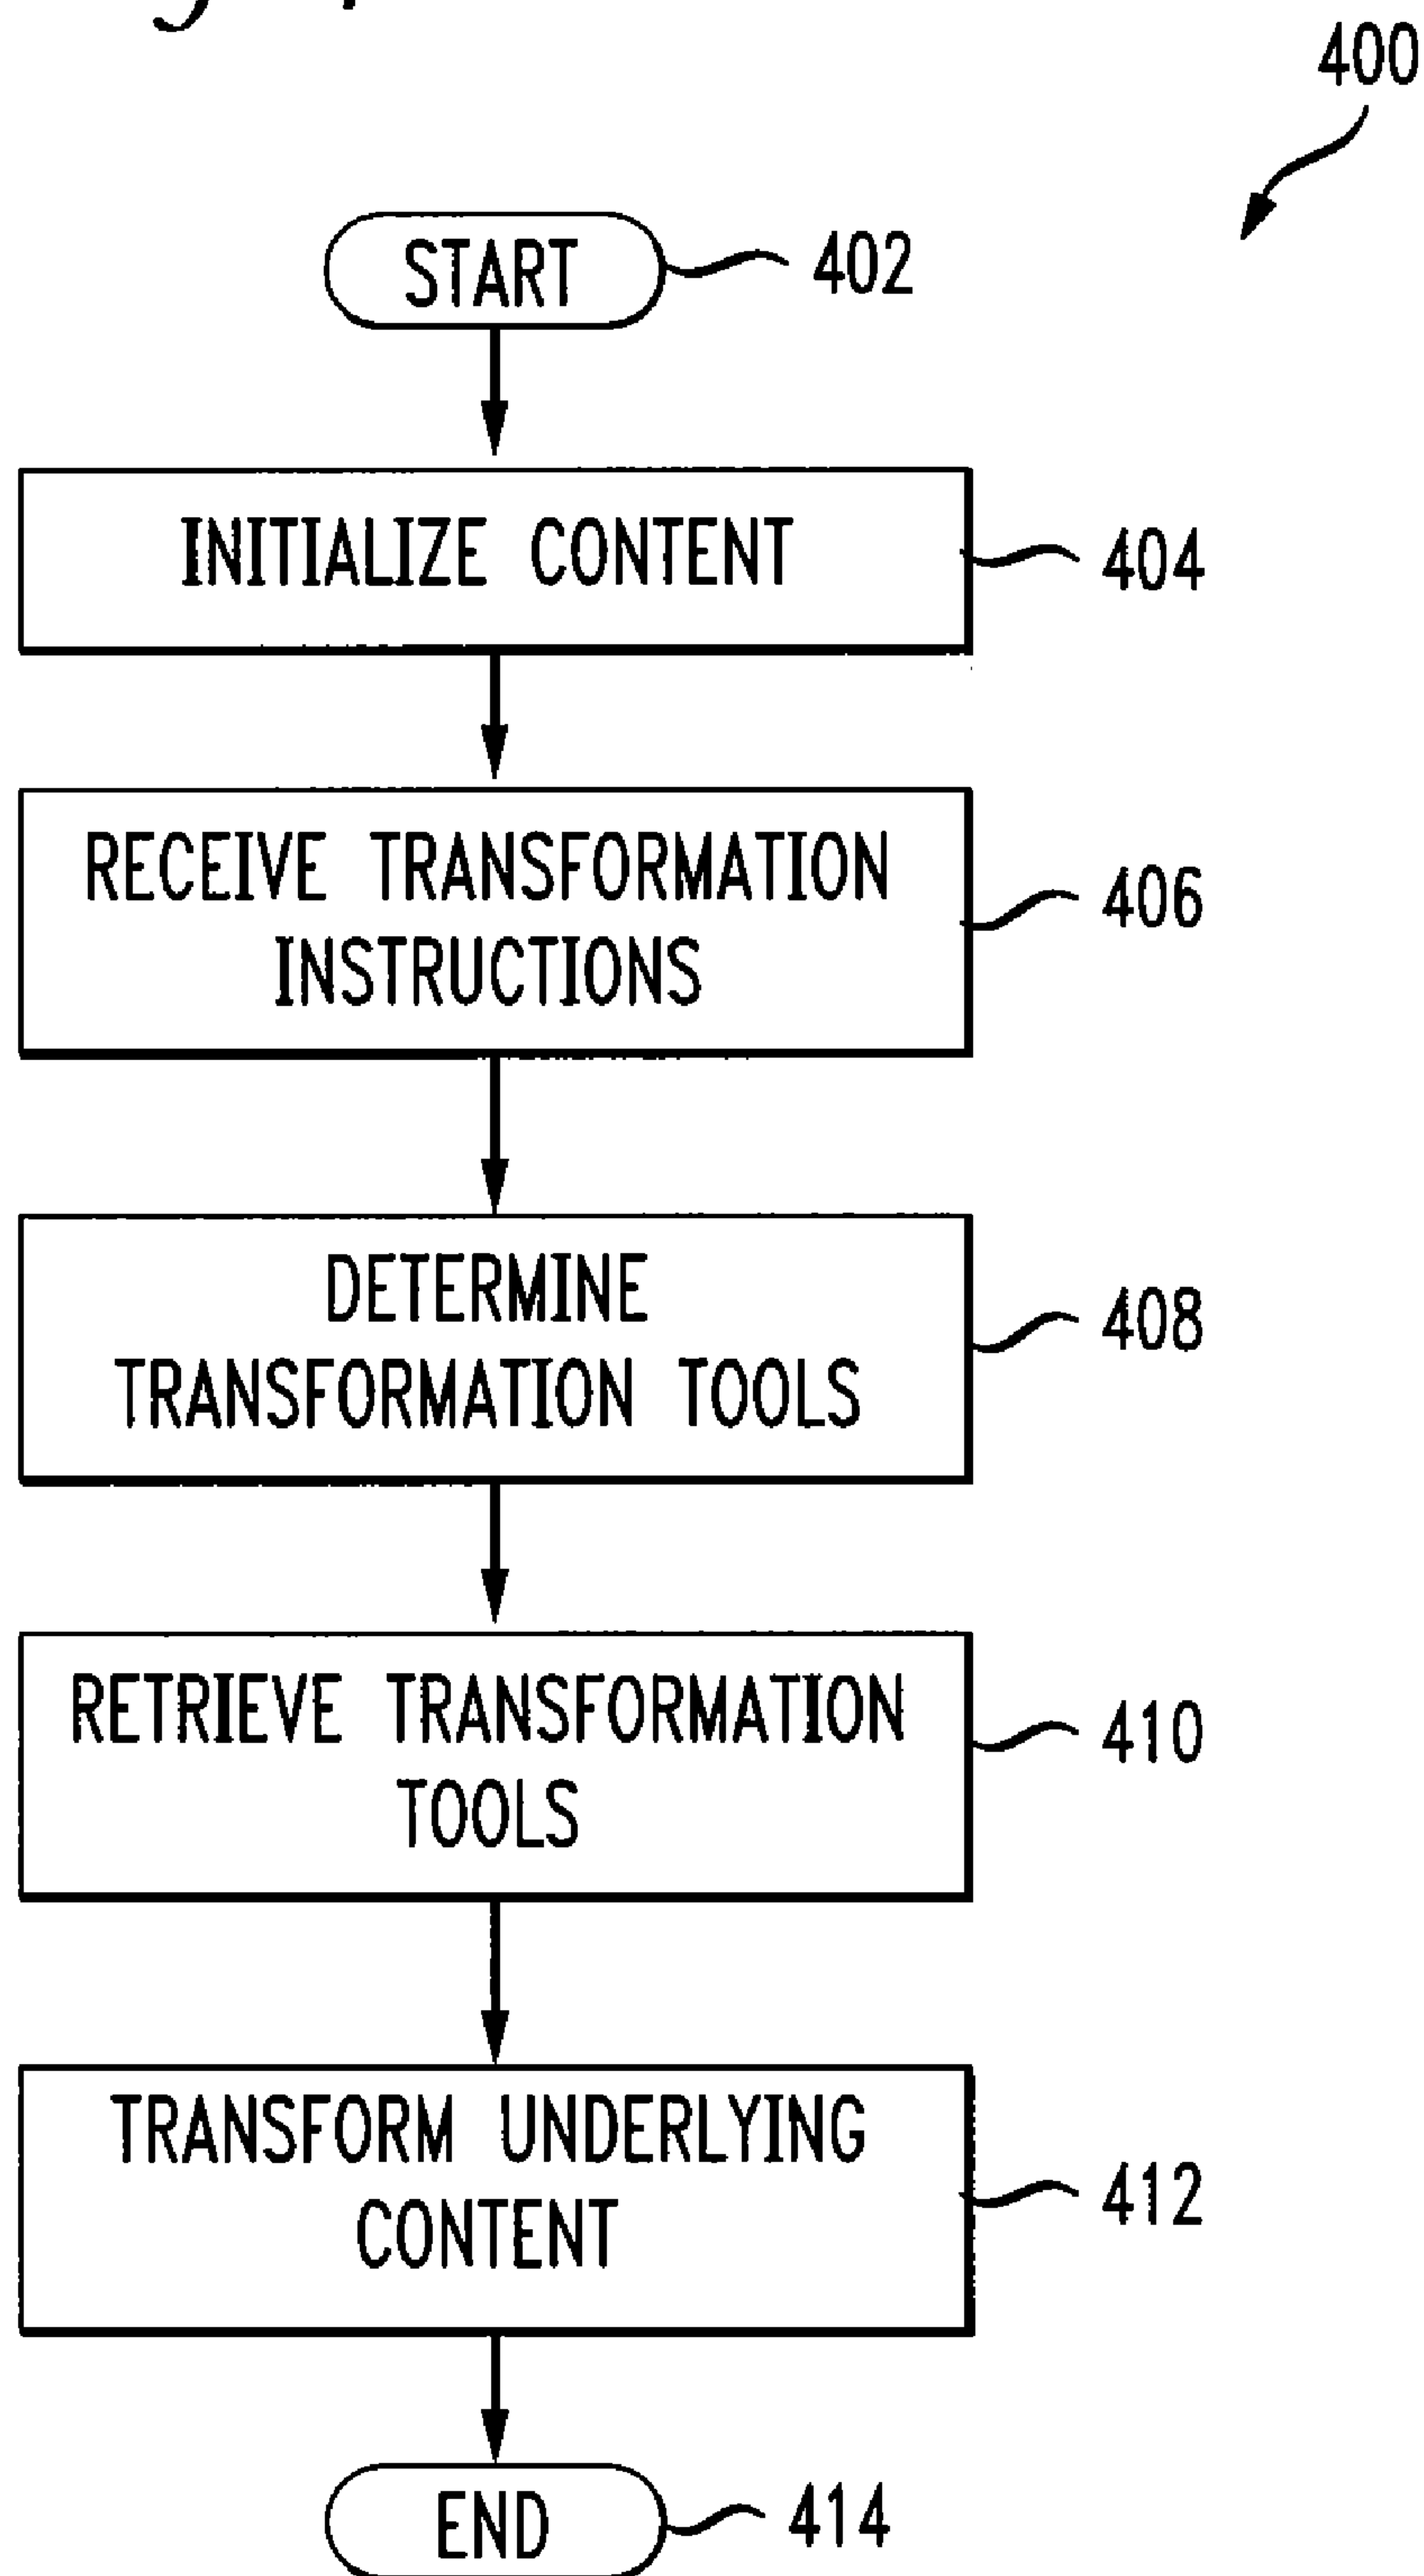 400
START
402
INITIALIZE CONTENT
404
RECEIVE TRANSFORMATION
INSTRUCTIONS
406
DETERMINE
TRANSFORMATION TOOLS
408
RETRIEVE TRANSFORMATION
TOOLS
410
TRANSFORM UNDERLYING
CONTENT
412
END
414